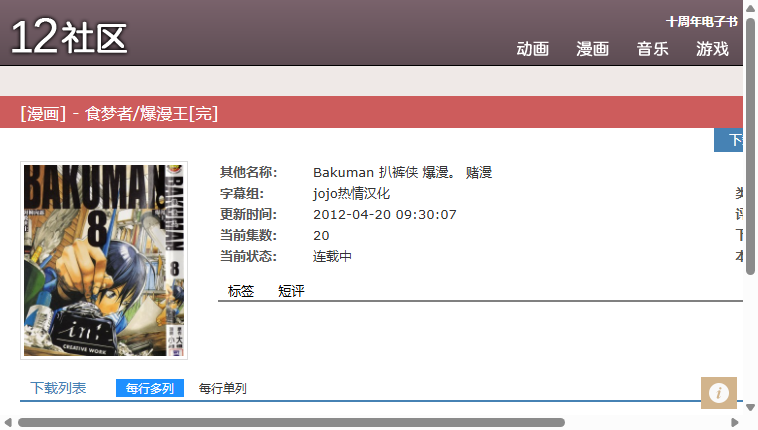 12社区
十周年电子书
动画 漫画 音乐 游戏
[漫画] - 食梦者/爆漫王[完]
BAKUMAN
8
BAKUMAN
8
in!
CREATIVE WORK
其他名称: Bakuman 扒裤侠 爆漫。 赌漫
字幕组: jojo热情汉化
更新时间: 2012-04-20 09:30:07
当前集数: 20
当前状态: 连载中
标签 短评
下载列表 每行多列 每行单列